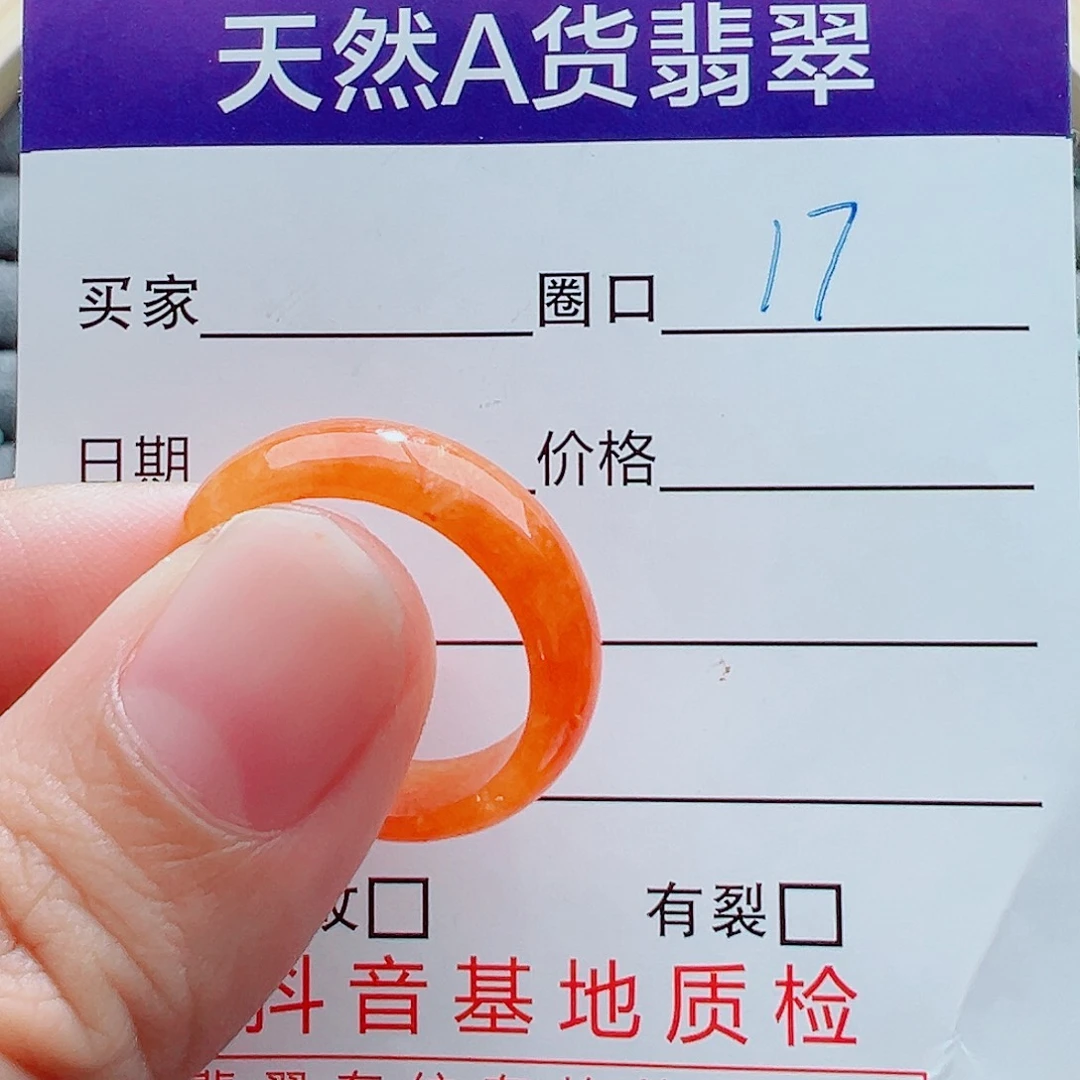 天然A货翡翠
买家 圈口 17
日期 价格
有裂
抖音基地质检